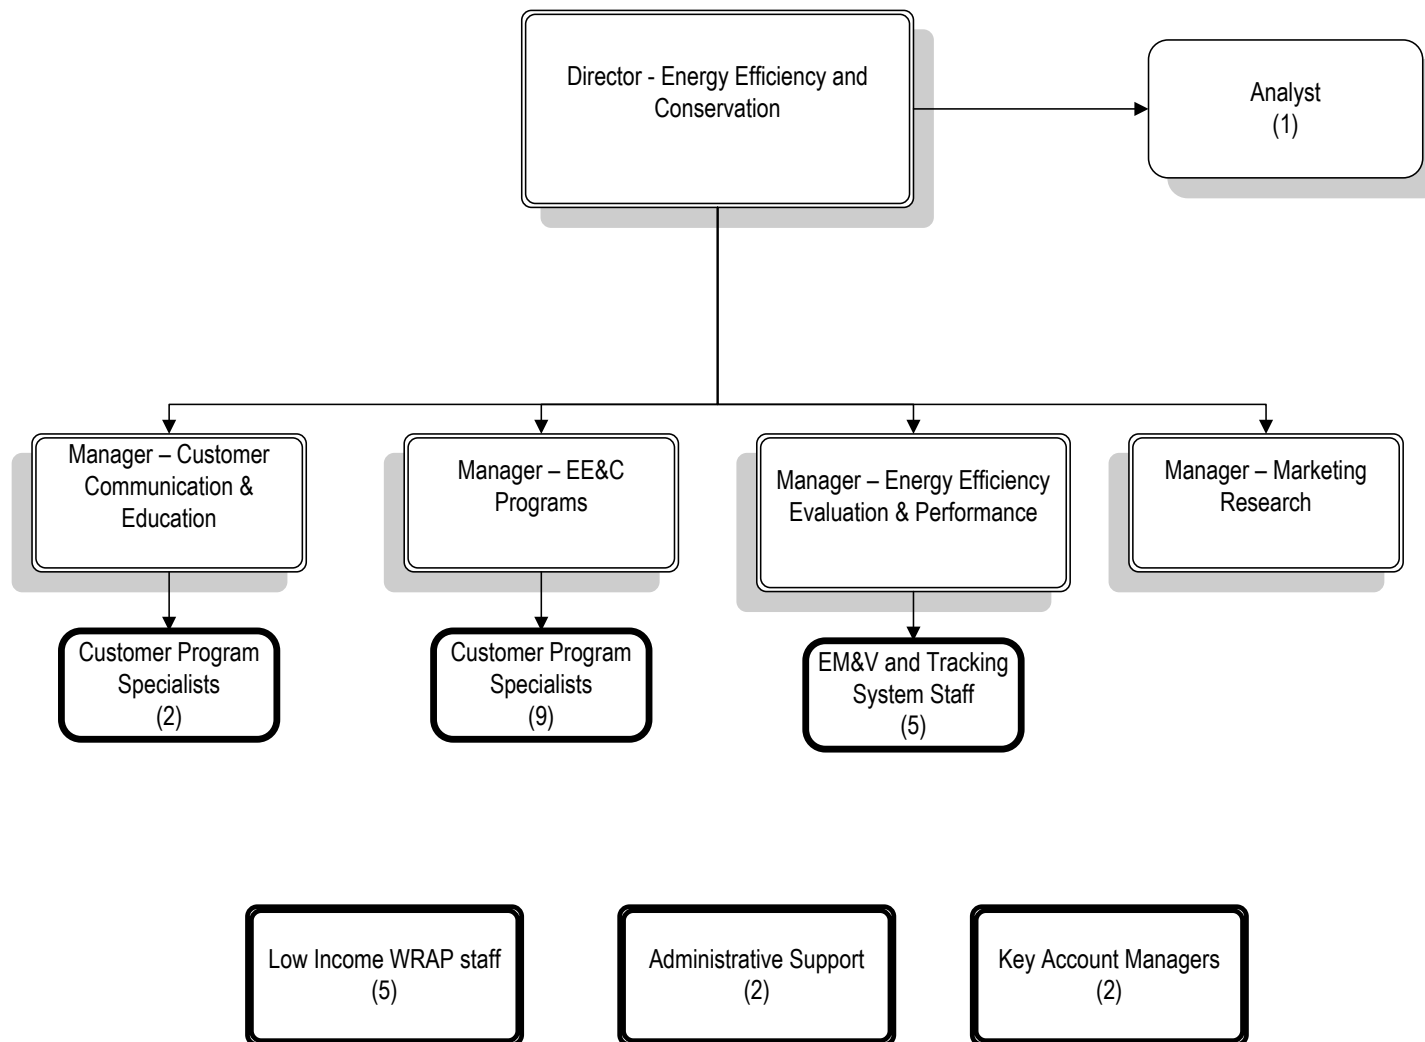 Director - Energy Efficiency and
Conservation
Analyst
(1)
Manager – Customer
Communication &
Education
Manager – EE&C
Programs
Manager – Energy Efficiency
Evaluation & Performance
Manager – Marketing
Research
Customer Program
Specialists
(2)
Customer Program
Specialists
(9)
EM&V and Tracking
System Staff
(5)
Low Income WRAP staff
(5)
Administrative Support
(2)
Key Account Managers
(2)